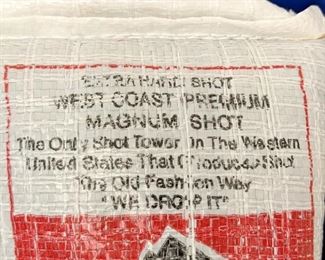 EXTRA HARD SHOT
WEST COAST PREMIUM
MAGNUM SHOT
The Only Shot Tower On The Western
United States That Produces Shot
The Old Fashion Way
"WE DROP IT"